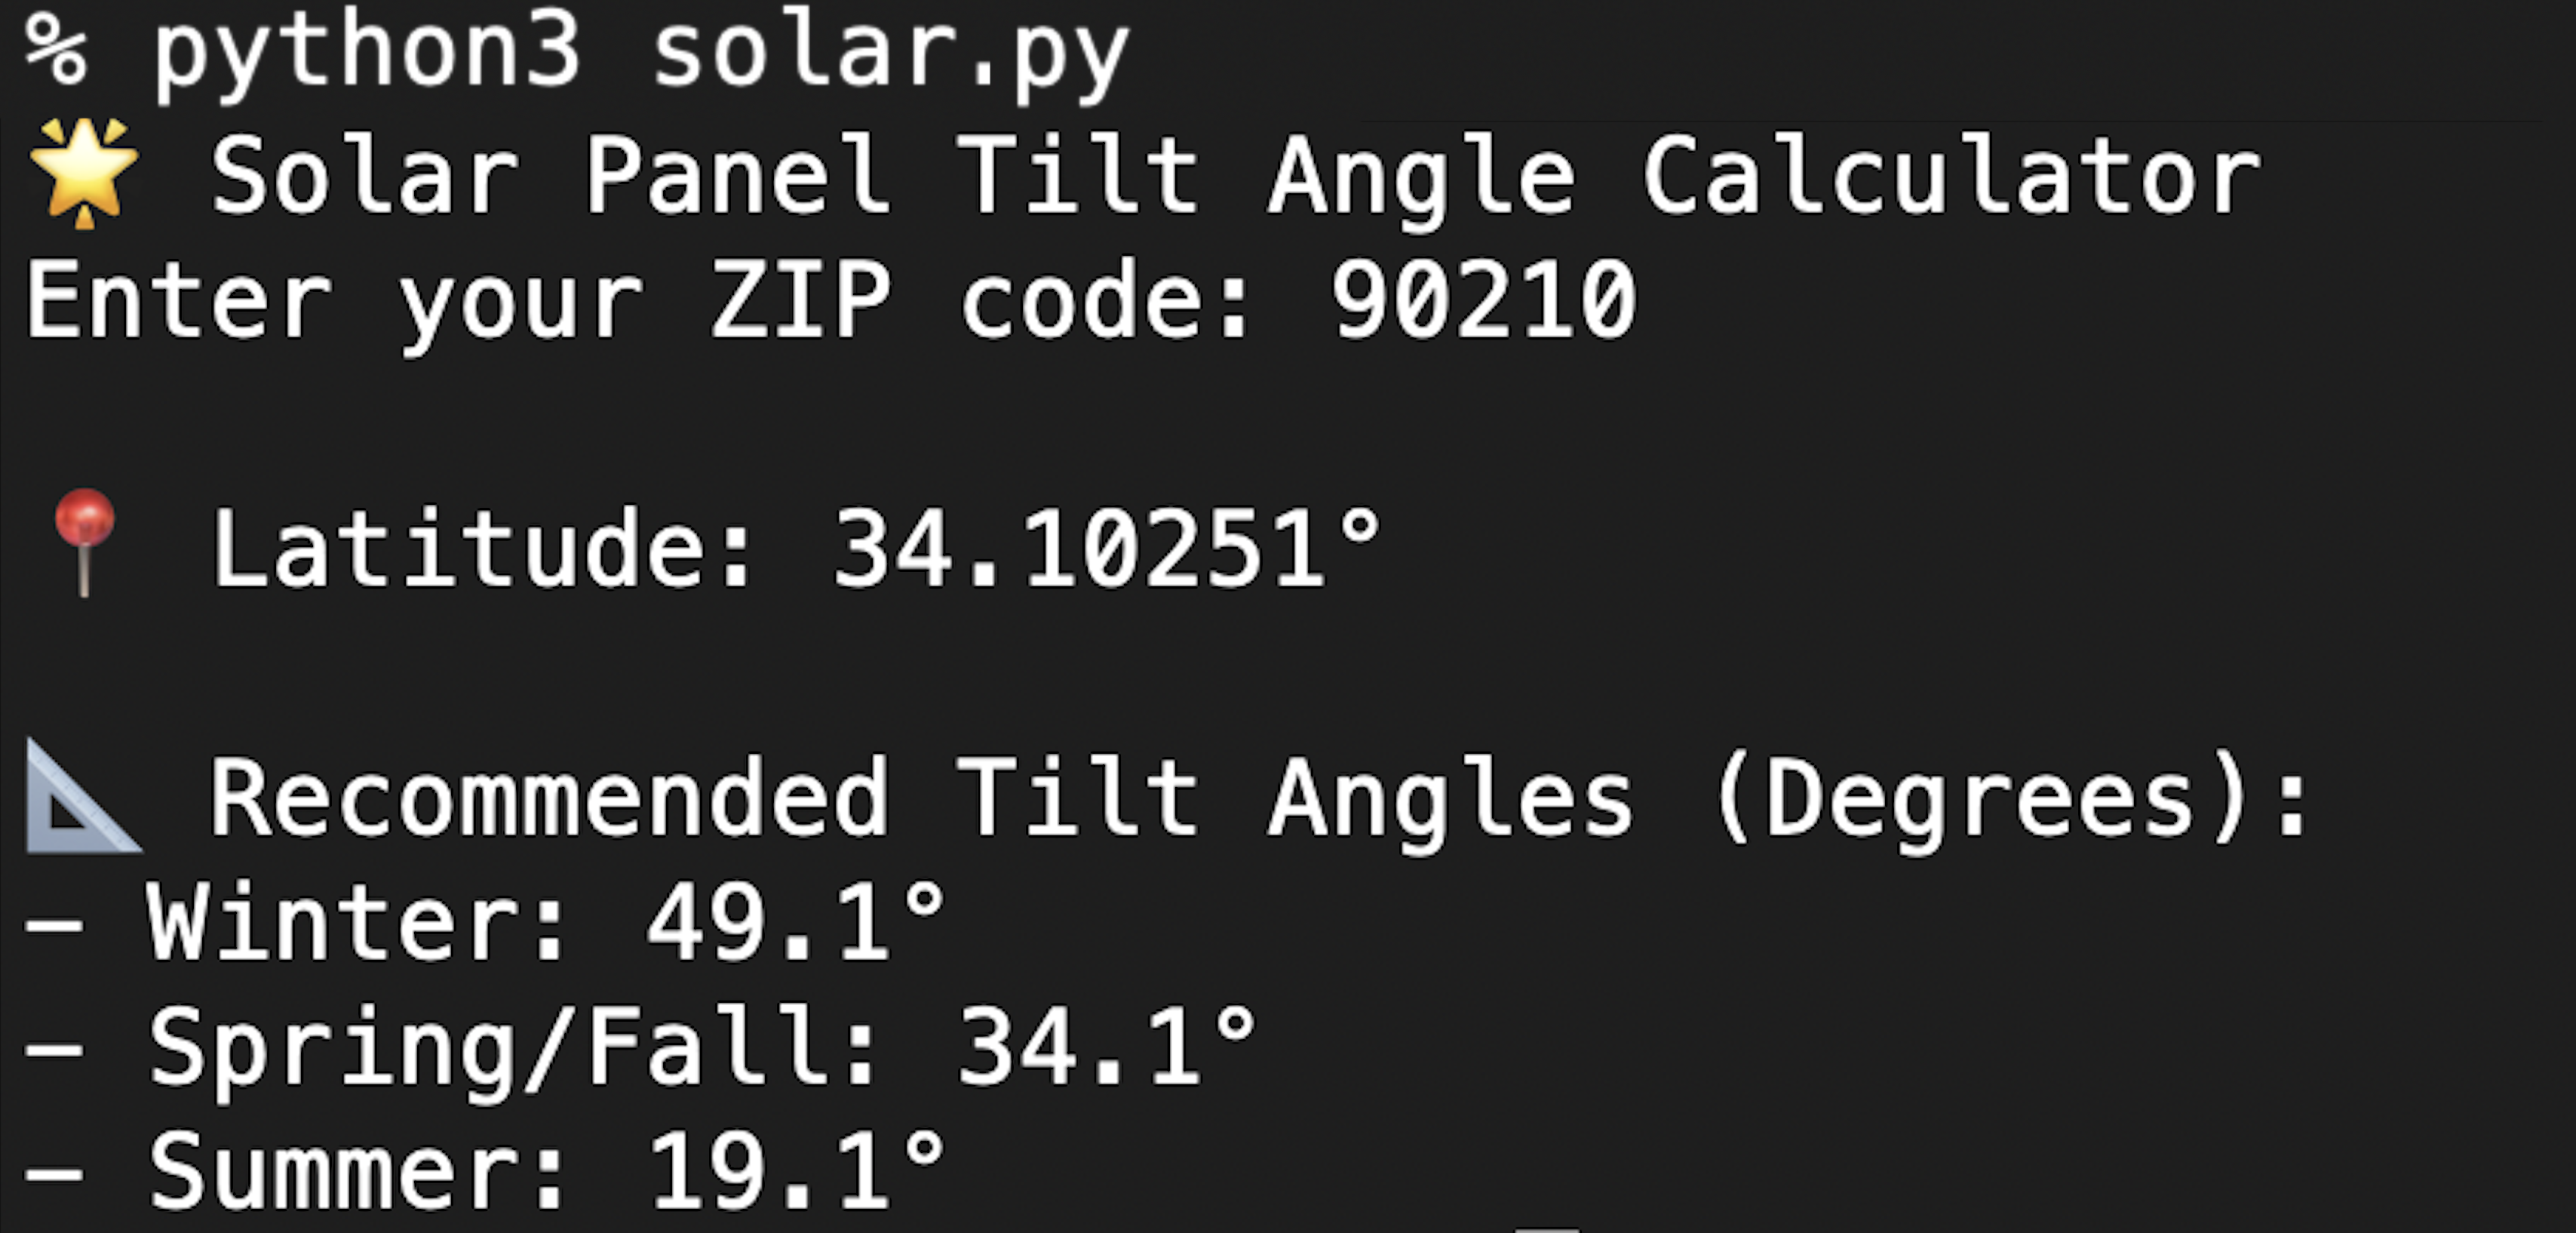 % python3 solar.py
🌟 Solar Panel Tilt Angle Calculator
Enter your ZIP code: 90210
📍 Latitude: 34.10251°
📐 Recommended Tilt Angles (Degrees):
- Winter: 49.1°
- Spring/Fall: 34.1°
- Summer: 19.1°